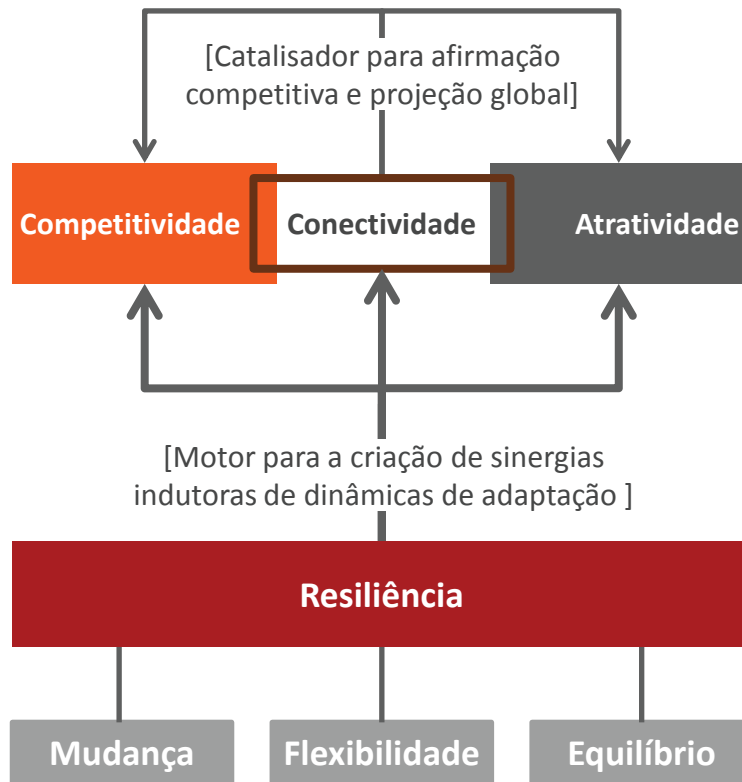 [Catalisador para afirmação
competitiva e projeção global]
Competitividade
Conectividade
Atratividade
[Motor para a criação de sinergias
indutoras de dinâmicas de adaptação ]
Resiliência
Mudança
Flexibilidade
Equilíbrio